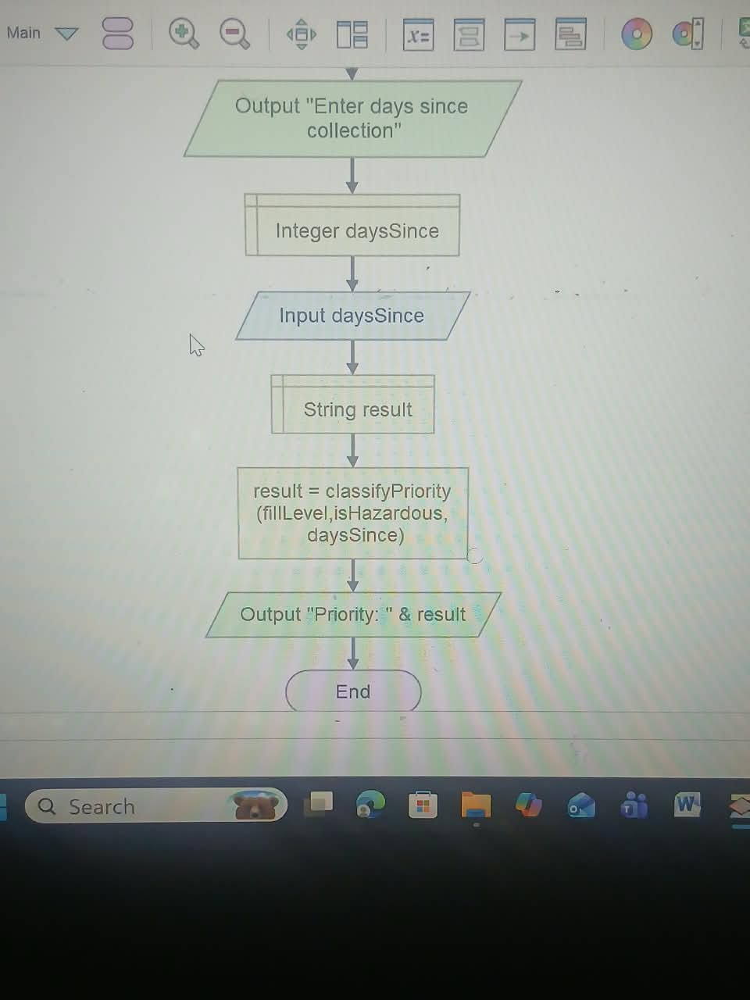 Main
x=
Output "Enter days since
collection"
Integer daysSince
Input daysSince
String result
result = classifyPriority
(fillLevel,isHazardous,
daysSince)
Output "Priority: " & result
End
Search
W